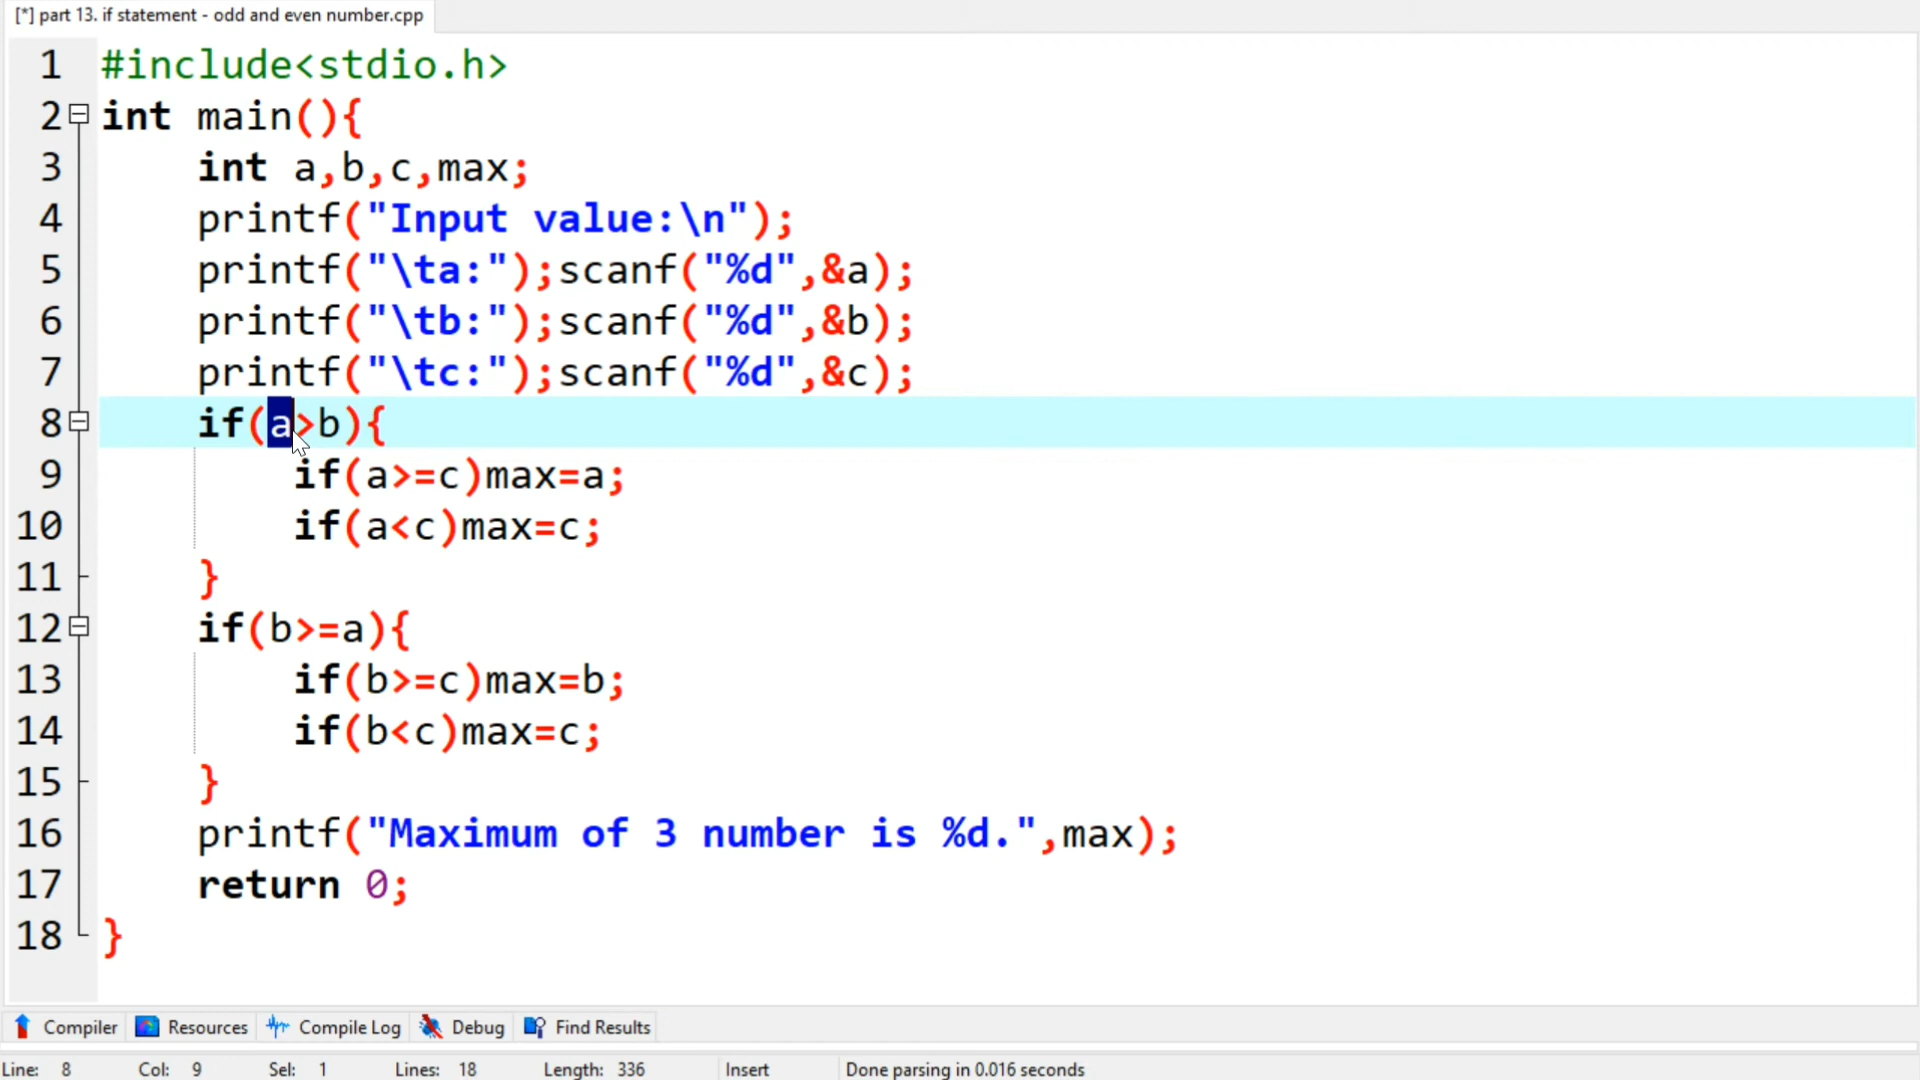 [*] part 13. if statement - odd and even number.cpp
1 #include<stdio.h>
2 int main(){
3 int a,b,c,max;
4 printf("Input value:\n");
5 printf("\ta:");scanf("%d",&a);
6 printf("\tb:");scanf("%d",&b);
7 printf("\tc:");scanf("%d",&c);
8 if(a>b){
9 if(a>=c)max=a;
10 if(a<c)max=c;
11 }
12 if(b>=a){
13 if(b>=c)max=b;
14 if(b<c)max=c;
15 }
16 printf("Maximum of 3 number is %d.",max);
17 return 0;
18 }
Compiler Resources Compile Log Debug Find Results
Line: 8 Col: 9 Sel: 1 Lines: 18 Length: 336 Insert Done parsing in 0.016 seconds